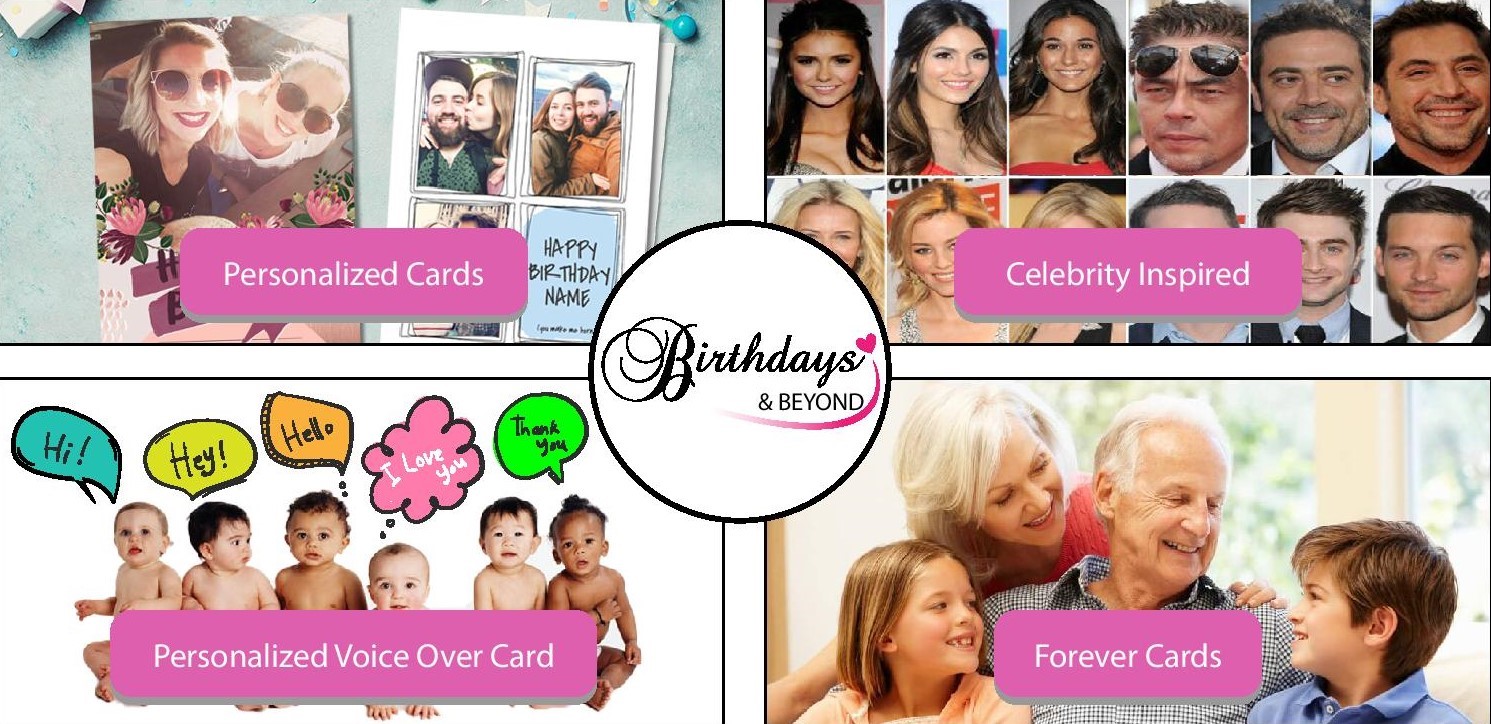 HAPPY
BIRTHDAY
NAME
Personalized Cards
Celebrity Inspired
Birthdays
& BEYOND
Hi!
Hey!
Hello
I Love
you
Thank
you
Personalized Voice Over Card
Forever Cards